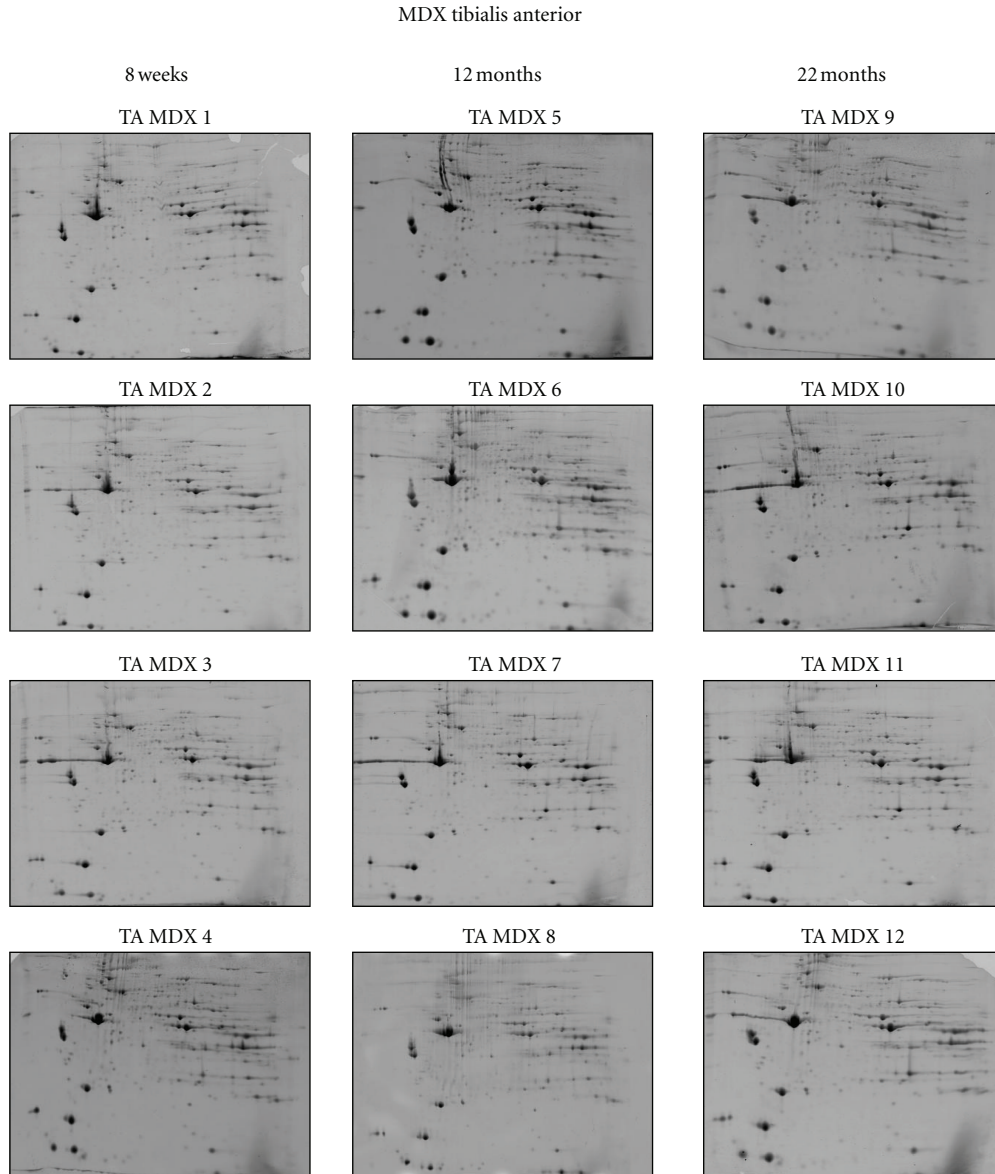 MDX tibialis anterior
8 weeks 12 months 22 months
TA MDX 1 TA MDX 5 TA MDX 9
TA MDX 2 TA MDX 6 TA MDX 10
TA MDX 3 TA MDX 7 TA MDX 11
TA MDX 4 TA MDX 8 TA MDX 12